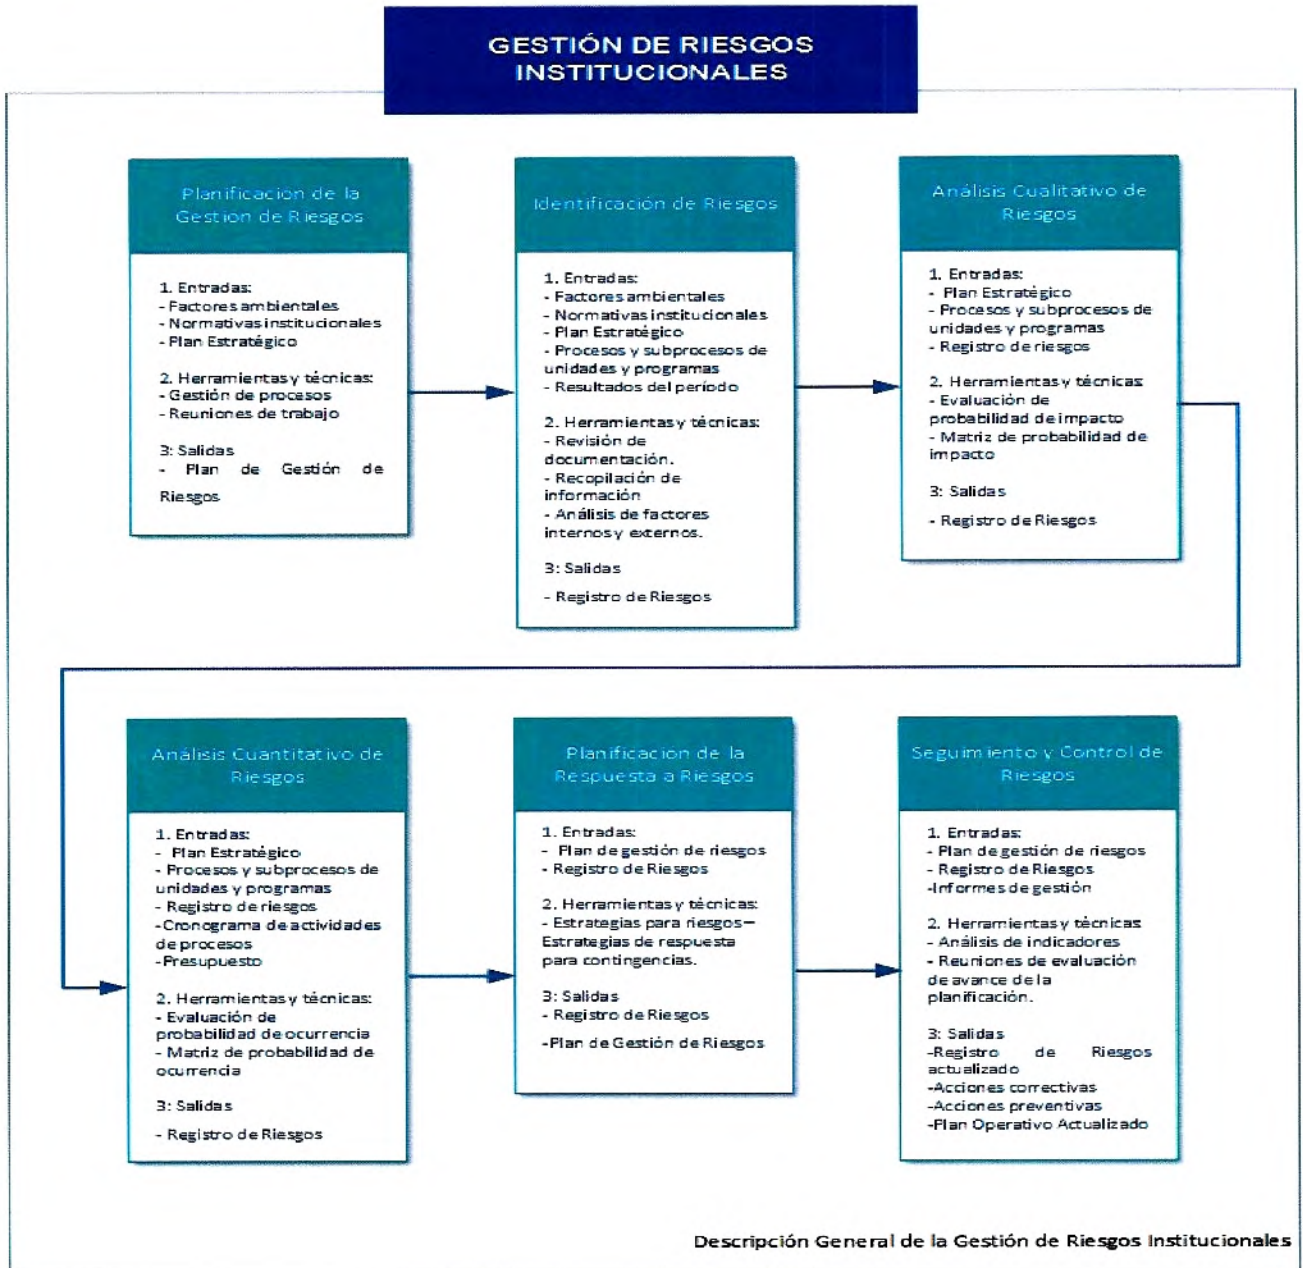 GESTIÓN DE RIESGOS
INSTITUCIONALES
Planificacion de la
Gestion de Riesgos
1. Entradas:
- Factores ambientales
- Normativas institucionales
- Plan Estratégico
2. Herramientas y técnicas:
- Gestión de procesos
- Reuniones de trabajo
3: Salidas
- Plan de Gestión de
Riesgos
Identificación de Riesgos
1. Entradas:
- Factores ambientales
- Normativas institucionales
- Plan Estratégico
- Procesos y subprocesos de
unidades y programas
- Resultados del período
2. Herramientas y técnicas:
- Revisión de
documentación.
- Recopilación de
información
- Análisis de factores
internos y externos.
3: Salidas
- Registro de Riesgos
Análisis Cualitativo de
Riesgos
1. Entradas:
- Plan Estratégico
- Procesos y subprocesos de
unidades y programas
- Registro de riesgos
2. Herramientas y técnicas
- Evaluación de
probabilidad de impacto
- Matriz de probabilidad de
impacto
3: Salidas
- Registro de Riesgos
Análisis Cuantitativo de
Riesgos
1. Entradas:
- Plan Estratégico
- Procesos y subprocesos de
unidades y programas
- Registro de riesgos
-Cronograma de actividades
de procesos
-Presupuesto
2. Herramientas y técnicas:
- Evaluación de
probabilidad de ocurrencia
- Matriz de probabilidad de
ocurrencia
3: Salidas
- Registro de Riesgos
Planificacion de la
Respuesta a Riesgos
1. Entradas:
- Plan de gestión de riesgos
- Registro de Riesgos
2. Herramientas y técnicas:
- Estrategias para riesgos–
Estrategias de respuesta
para contingencias.
3: Salidas
- Registro de Riesgos
-Plan de Gestión de Riesgos
Seguimiento y Control de
Riesgos
1. Entradas:
- Plan de gestión de riesgos
- Registro de Riesgos
-Informes de gestión
2. Herramientas y técnicas
- Análisis de indicadores
- Reuniones de evaluación
de avance de la
planificación.
3: Salidas
-Registro de Riesgos
actualizado
-Acciones correctivas
-Acciones preventivas
-Plan Operativo Actualizado
Descripción General de la Gestión de Riesgos Institucionales